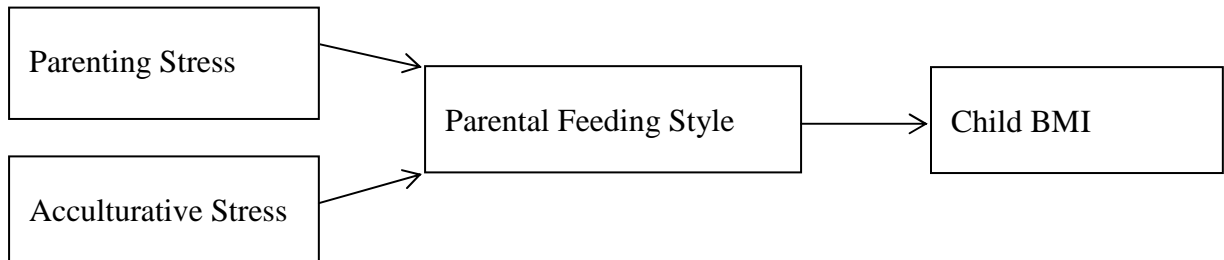 Parenting Stress
Parental Feeding Style
Child BMI
Acculturative Stress